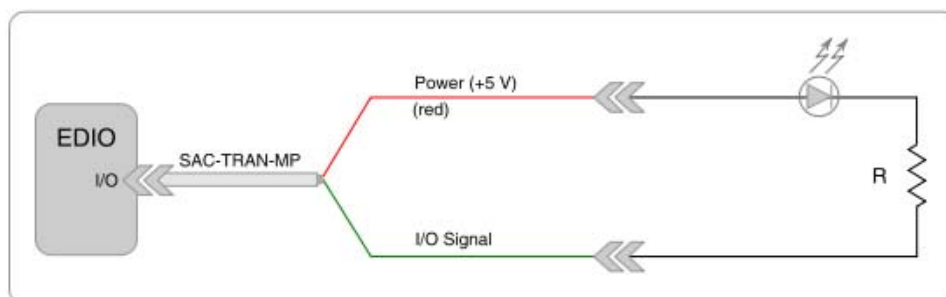 Power (+5 V)
(red)
EDIO
I/O
SAC-TRAN-MP
R
I/O Signal